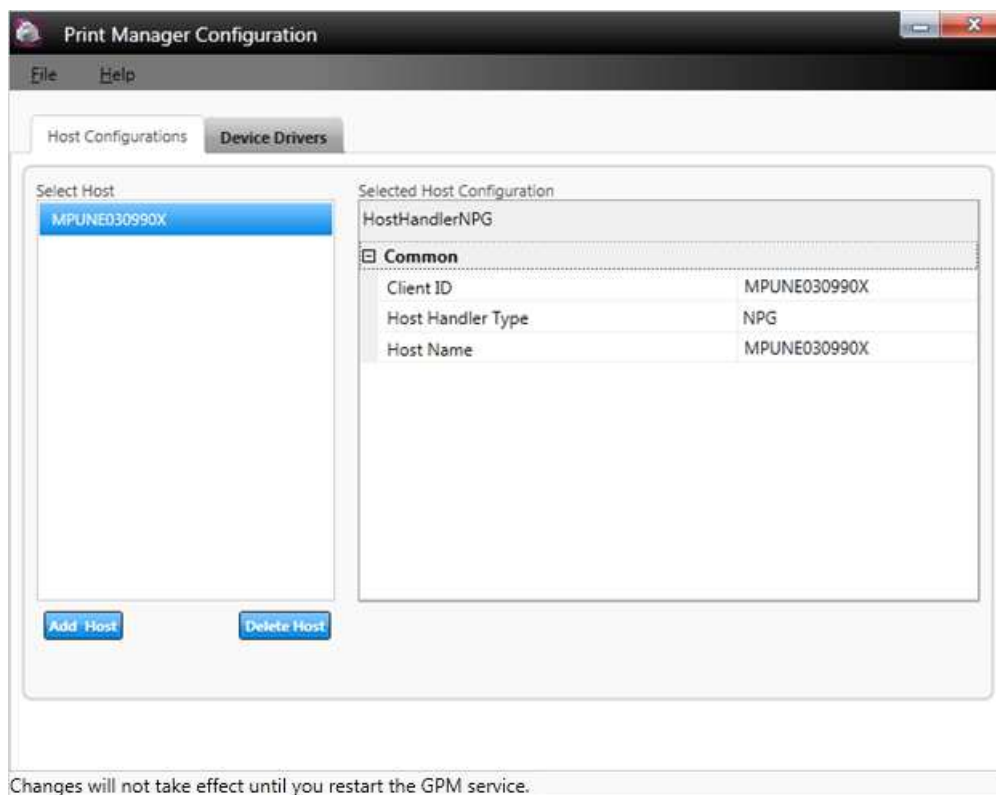 Print Manager Configuration
File Help
Host Configurations Device Drivers
Select Host
MPUNE030990X
Selected Host Configuration
HostHandlerNPG
Common
Client ID MPUNE030990X
Host Handler Type NPG
Host Name MPUNE030990X
Add Host Delete Host
Changes will not take effect until you restart the GPM service.